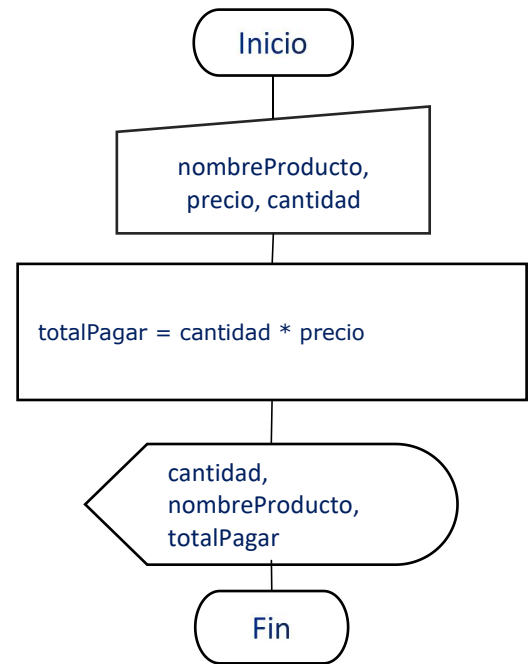 Inicio
nombreProducto,
precio, cantidad
totalPagar = cantidad * precio
cantidad,
nombreProducto,
totalPagar
Fin